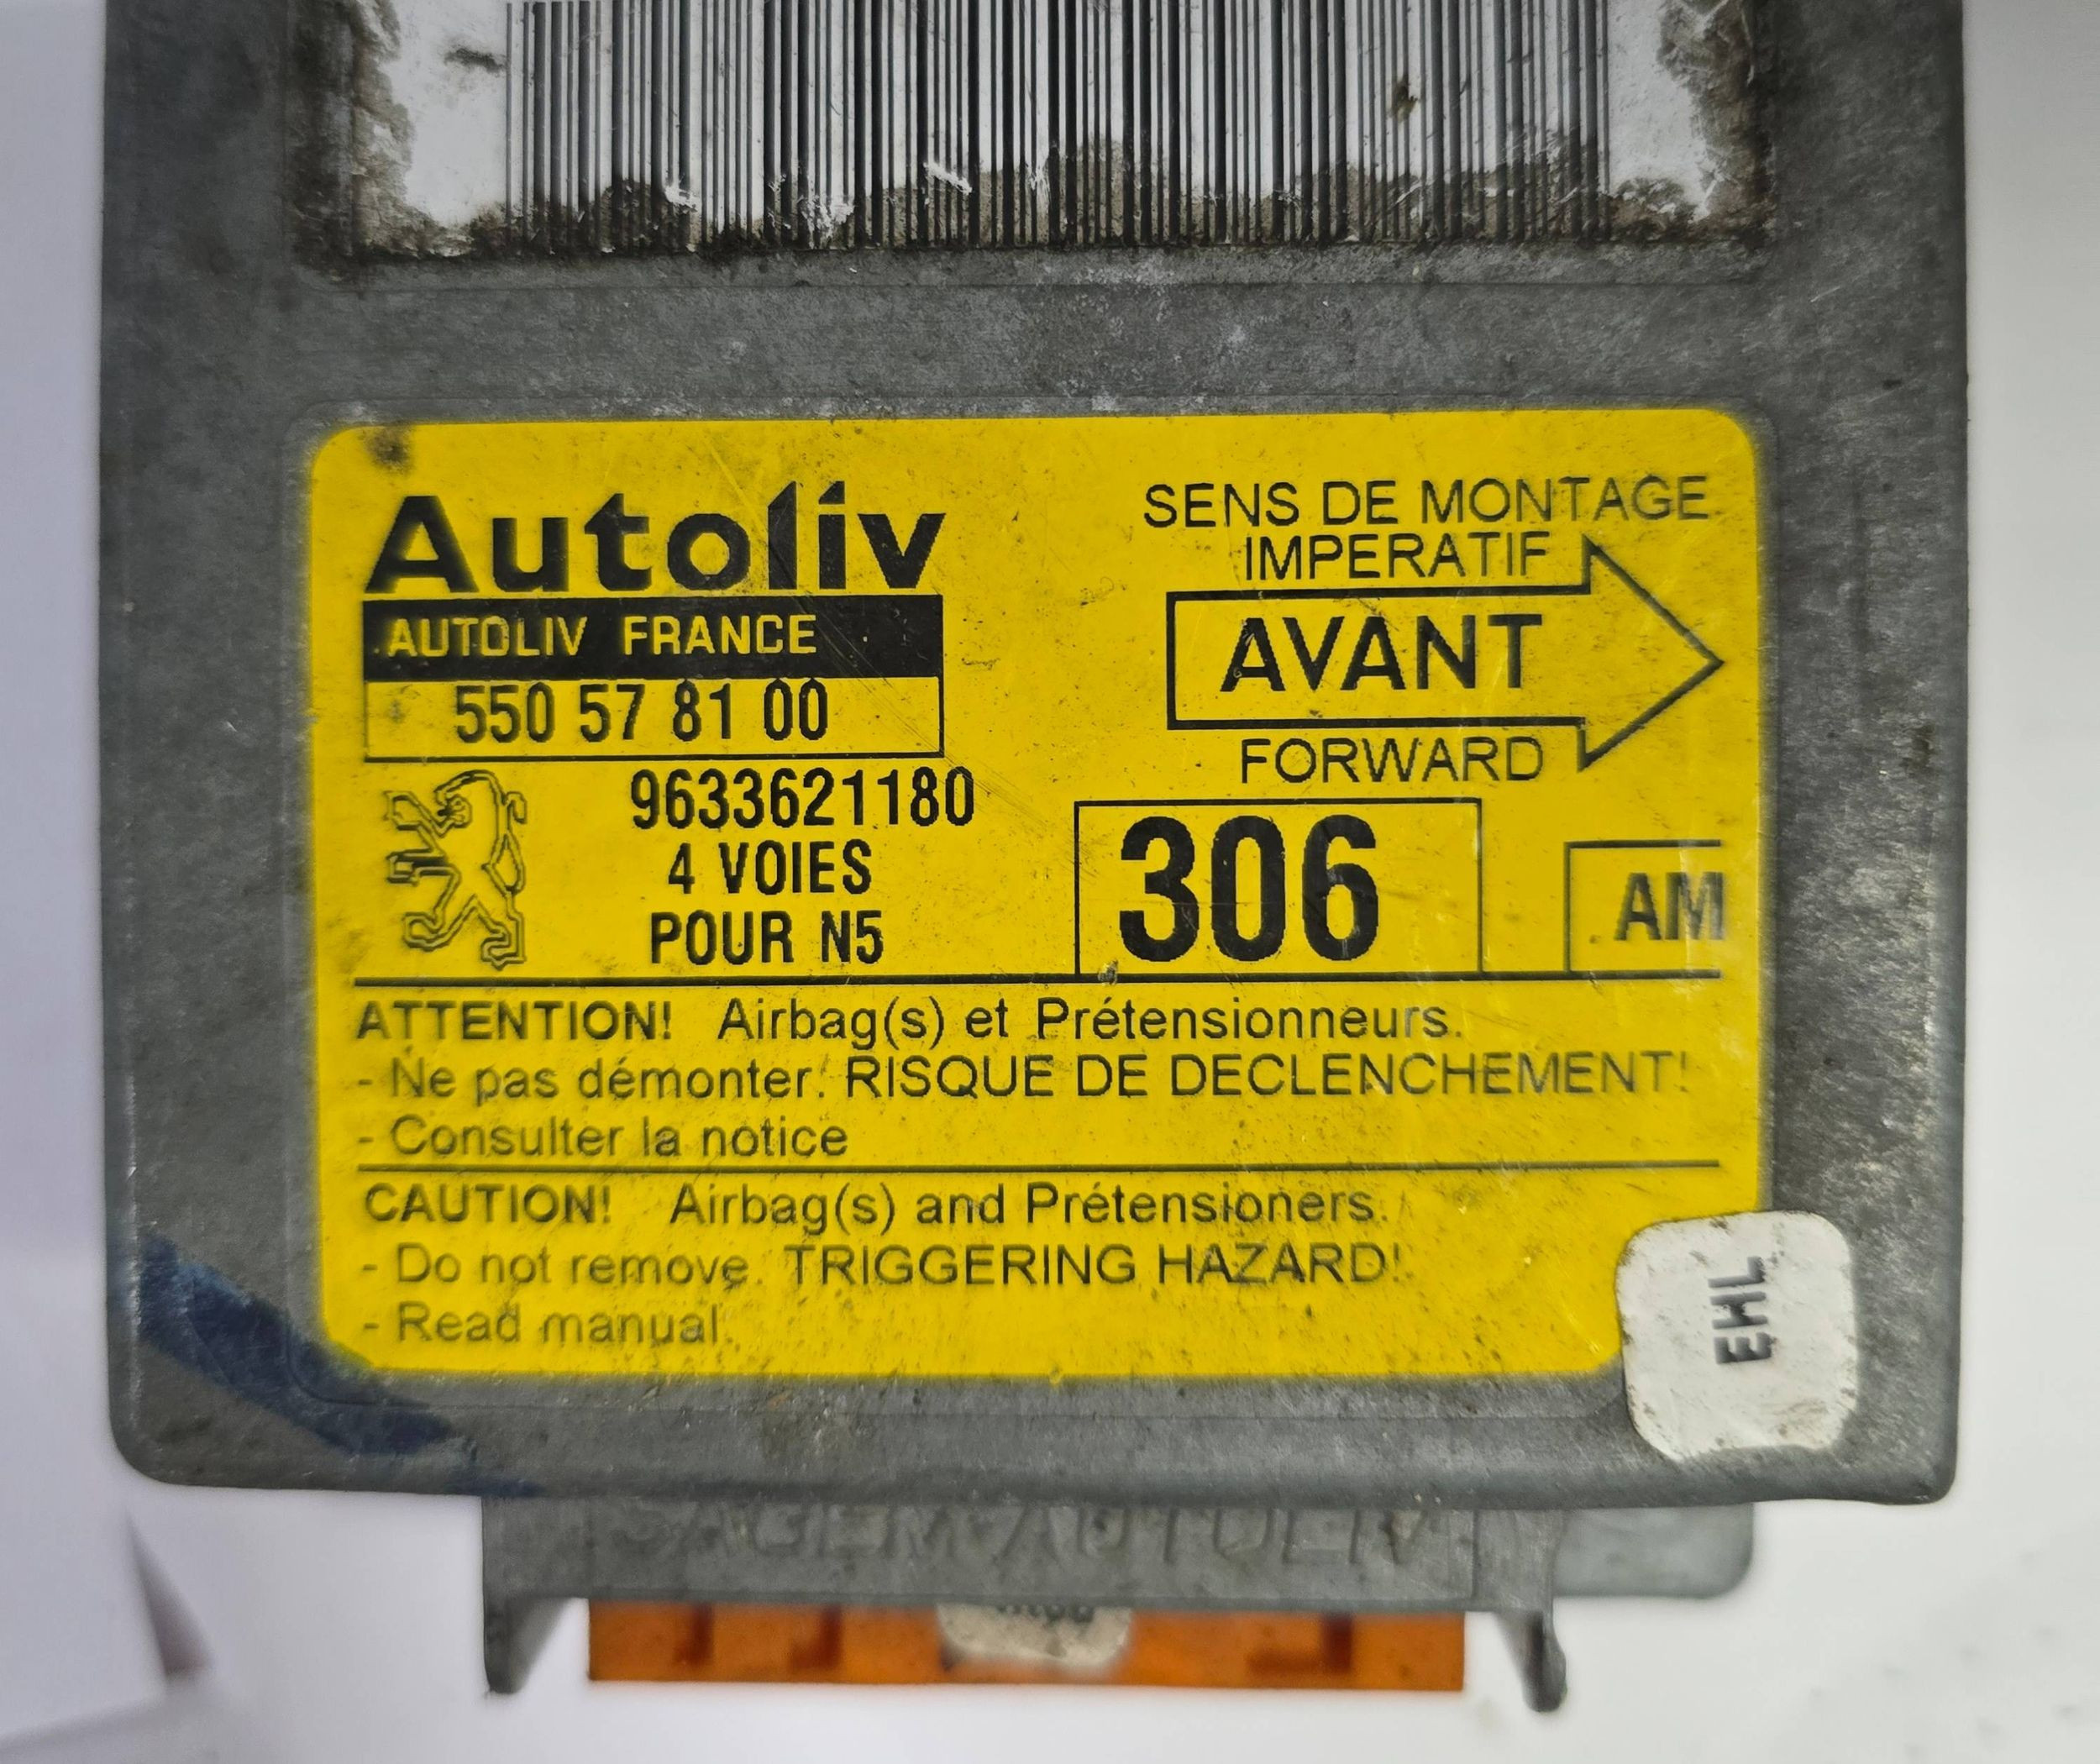 Autoliv
AUTOLIV FRANCE
550 57 81 00
SENS DE MONTAGE
IMPERATIF
AVANT
FORWARD
9633621180
4 VOIES
POUR N5
306
AM
ATTENTION! Airbag(s) et Prétensionneurs.
- Ne pas démonter. RISQUE DE DECLENCHEMENT!
- Consulter la notice
CAUTION! Airbag(s) and Prétensioners.
- Do not remove. TRIGGERING HAZARD!
- Read manual.
EHL
SAGEM-AUTOLIV